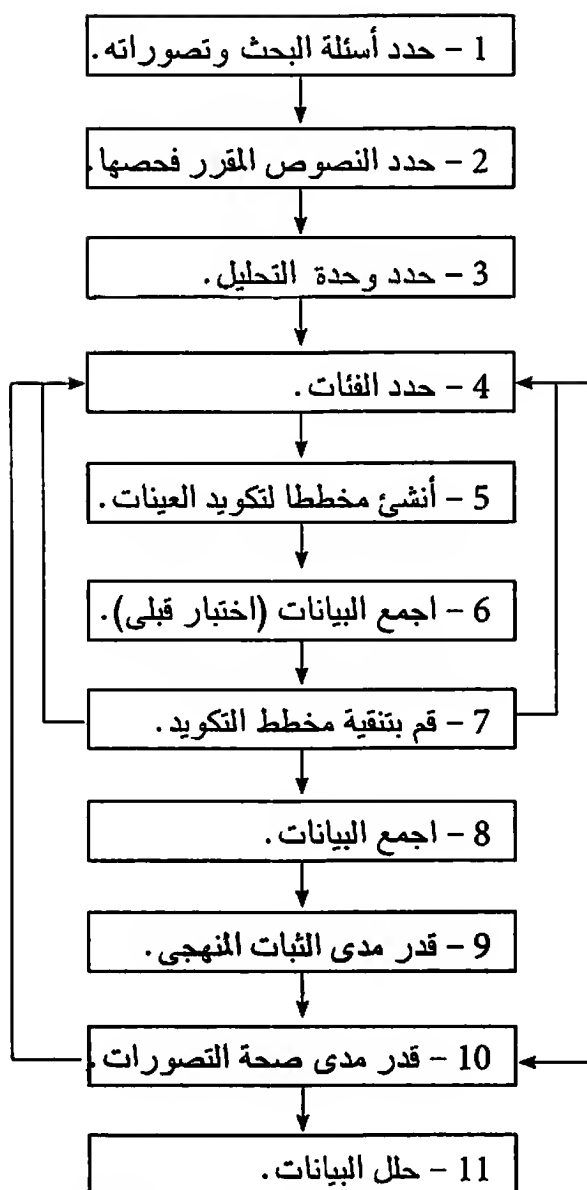 1 - حدد أسئلة البحث وتصوراته.
2 - حدد النصوص المقرر فحصها.
3 - حدد وحدة التحليل.
4 - حدد الفئات.
5 - أنشئ مخططا لتكويد العينات.
6 - اجمع البيانات (اختبار قبلى).
7 - قم بتنقية مخطط التكويد.
8 - اجمع البيانات.
9 - قدر مدى الثبات المنهجى.
10 - قدر مدى صحة التصورات.
11 - حلل البيانات.